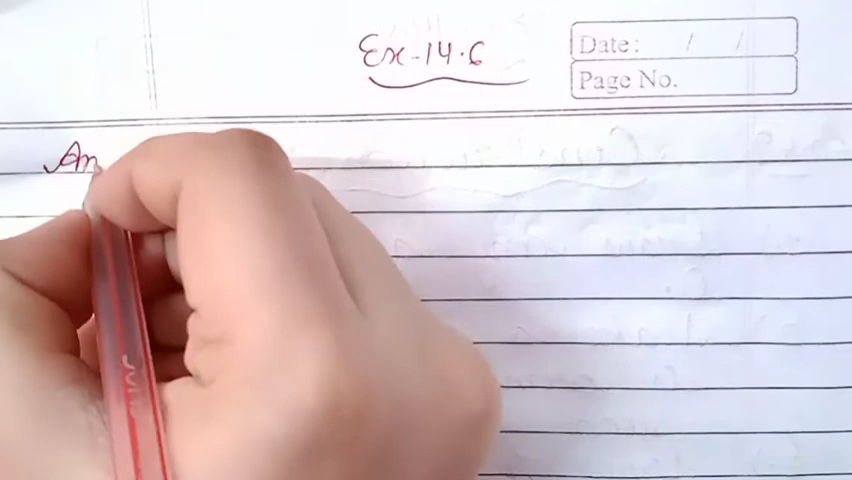 Ex-14.6
Date: / /
Page No.
An